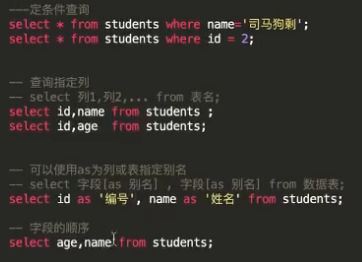 ---定条件查询
select * from students where name='司马狗剩';
select * from students where id = 2;
-- 查询指定列
-- select 列1,列2,... from 表名;
select id,name from students ;
select id,age from students;
-- 可以使用as为列或表指定别名
-- select 字段[as 别名] , 字段[as 别名] from 数据表;
select id as '编号', name as '姓名' from students;
-- 字段的顺序
select age,name from students;